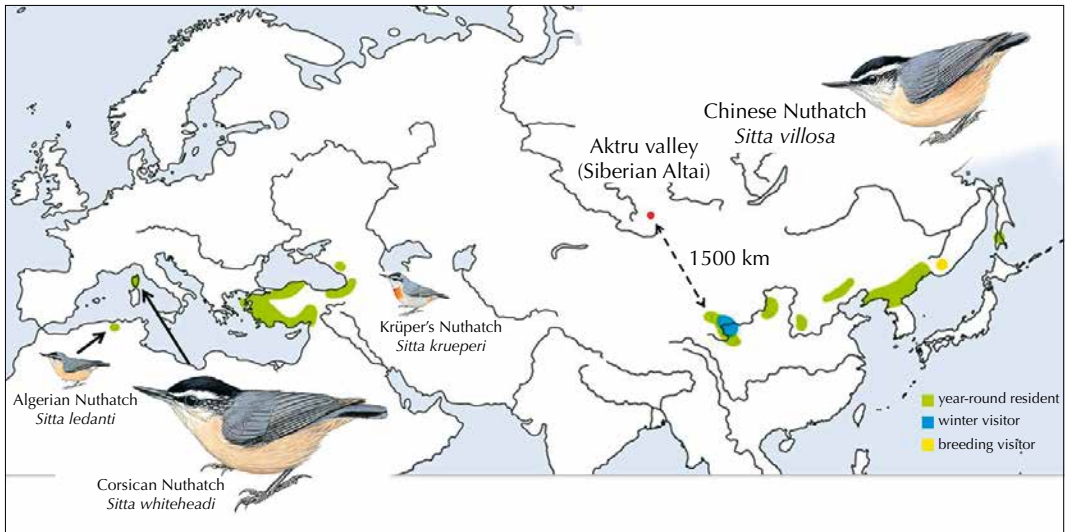 Chinese Nuthatch
Sitta villosa
Aktru valley
(Siberian Altai)
1500 km
Krüper's Nuthatch
Sitta krueperi
Algerian Nuthatch
Sitta ledanti
Corsican Nuthatch
Sitta whiteheadi
year-round resident
winter visitor
breeding visitor